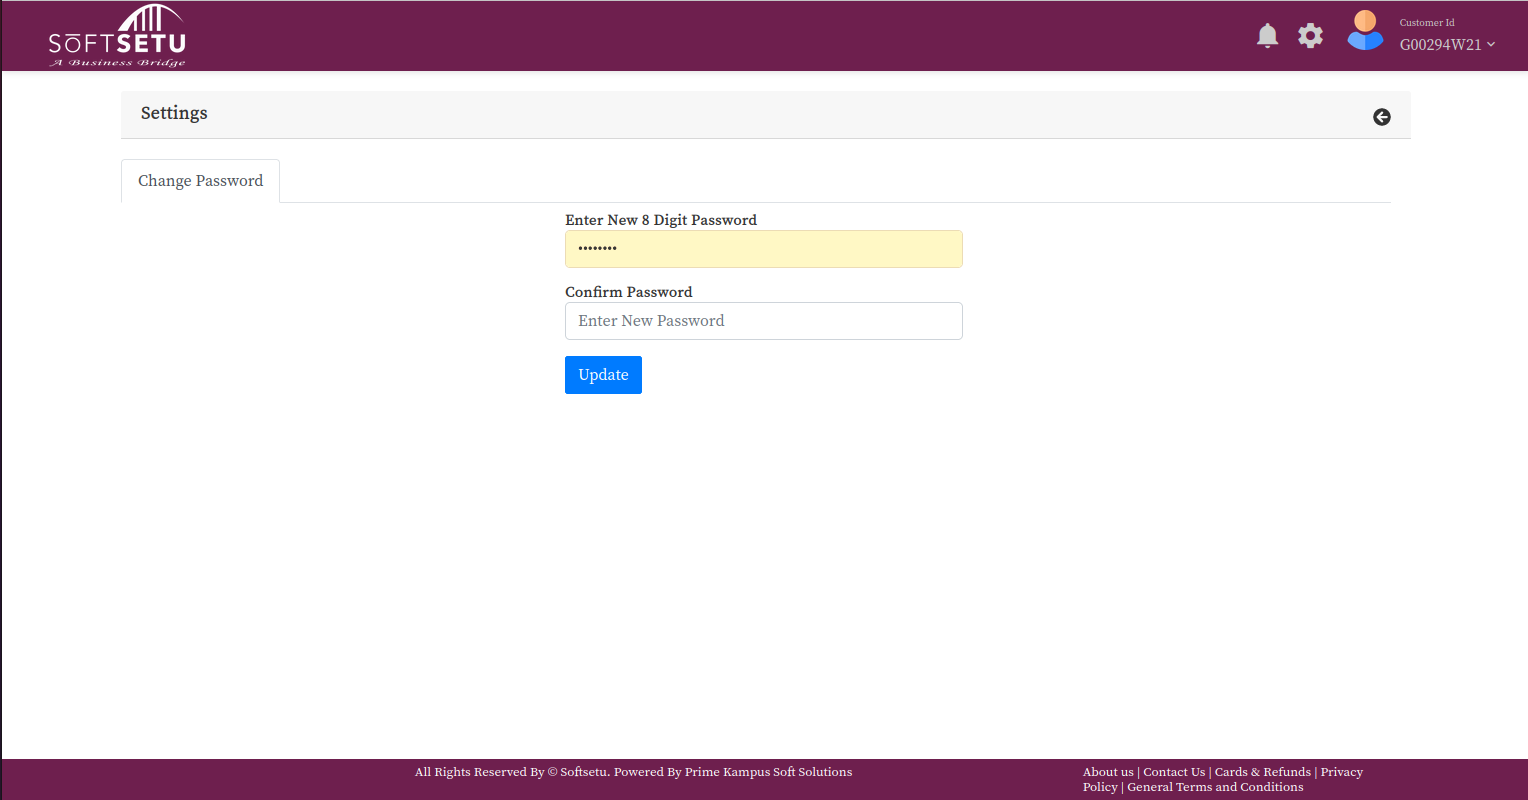 SOFTSETU
A Business Bridge
Customer Id
G00294W21
Settings
Change Password
Enter New 8 Digit Password
••••••••
Confirm Password
Enter New Password
Update
All Rights Reserved By © Softsetu. Powered By Prime Kampus Soft Solutions
About us | Contact Us | Cards & Refunds | Privacy
Policy | General Terms and Conditions